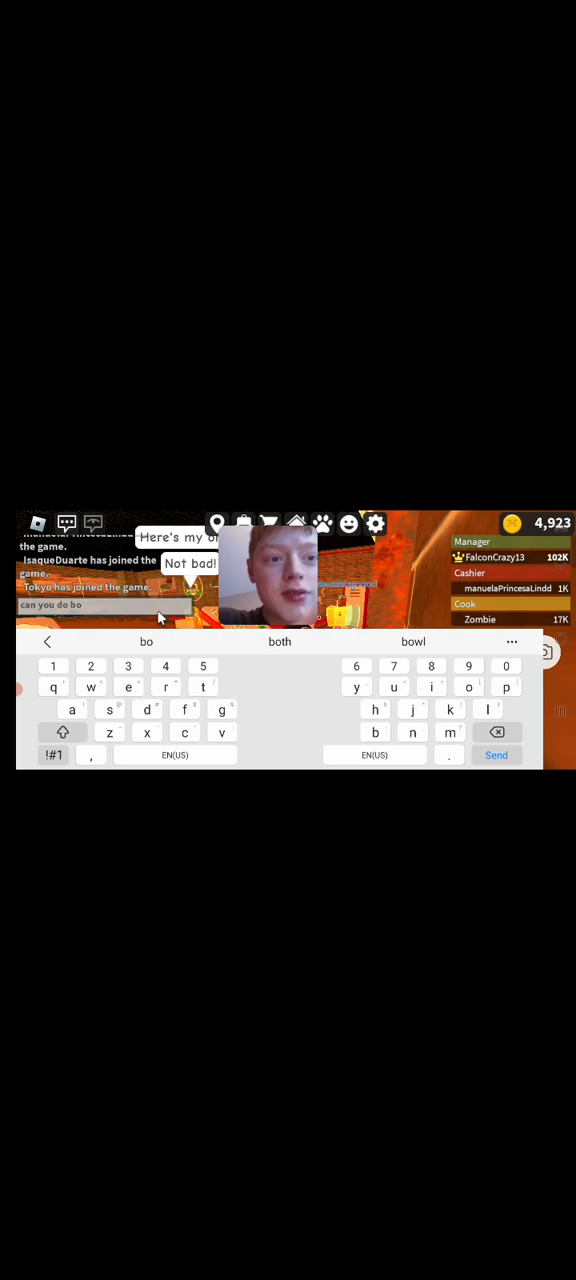 4,923
the game.
IsaqueDuarte has joined the
game.
Tokyo has joined the game.
can you do bo
Here's my
Not bad!
Manager
FalconCrazy13 102K
Cashier
manuelaPrincesaLindd 1K
Cook
Zombie 17K
bo both bowl
1 2 3 4 5 6 7 8 9 0
q w e r t y u i o p
a s d f g h j k l
z x c v b n m
!#1 , EN(US) EN(US) . Send